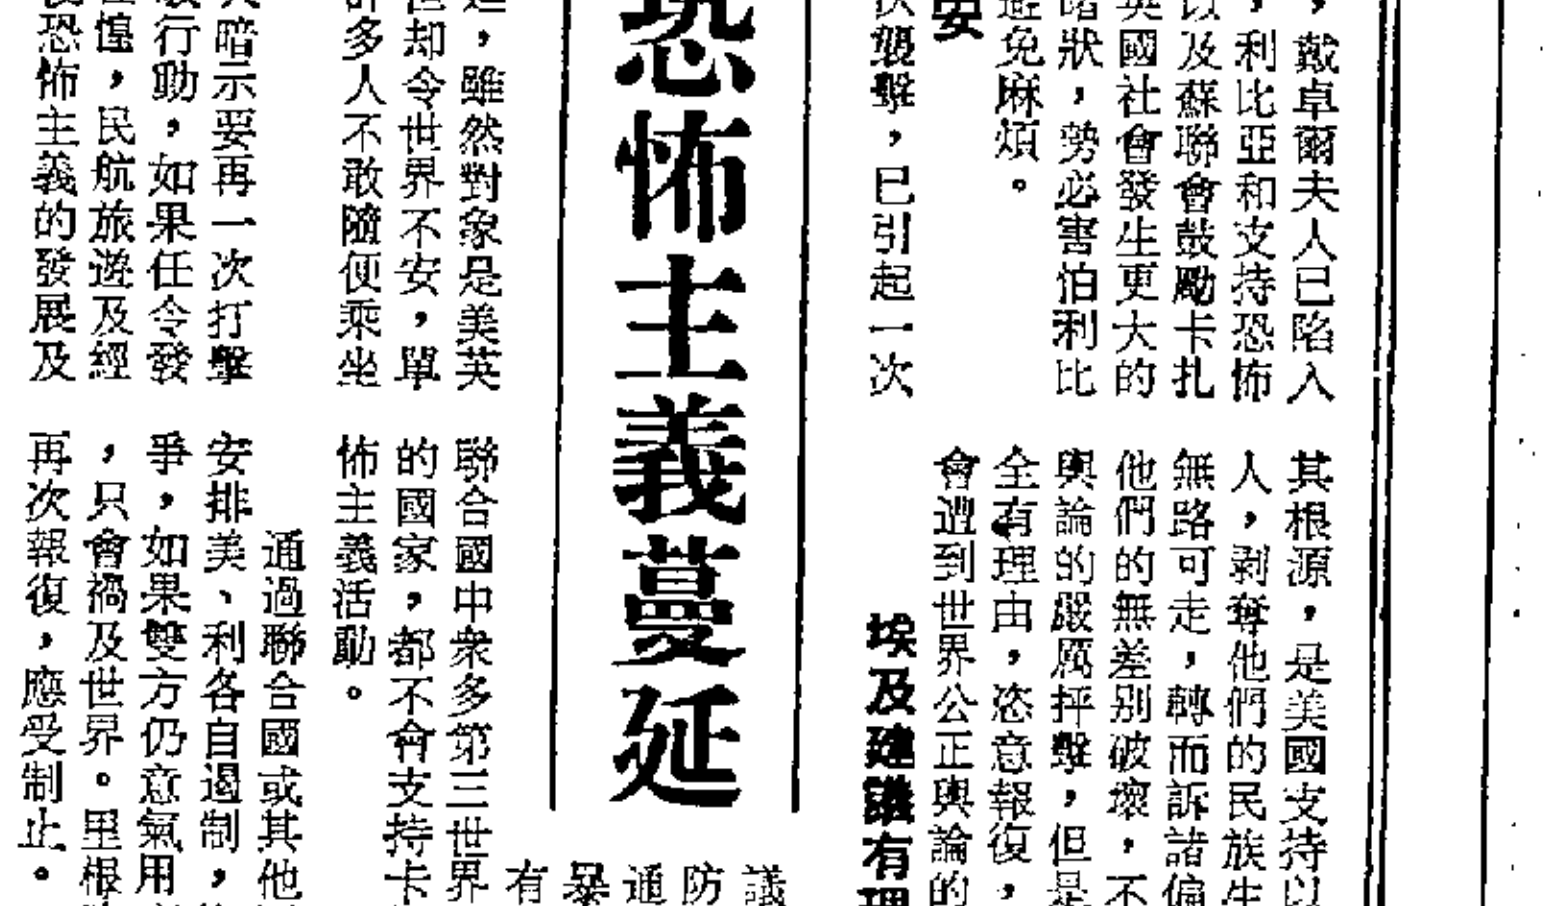 ，戴卓爾夫人已陷入
，利比亞和支持恐怖
以及蘇聯會鼓勵卡扎
英國社會發生更大的
暗狀，勢必害怕利比
避免麻煩。
安
襲擊，已引起一次
其根源，是美國支持以
人，剥奪他們的民族生
無路可走，轉而訴諸偏
他們的無差别破壞，不
輿論的嚴厲抨擊，但是
全有理由，恣意報復，
會遭到世界公正輿論的
埃及建議有理
恐怖主義蔓延
，雖然對象是美英
但却令世界不安，單
許多人不敢隨便乘坐
暗示要再一次打擊
行動，如果任令發
惶，民航旅遊及經
恐怖主義的發展及
議
防
通
暴
有
聯合國中衆多第三世界
的國家，都不會支持卡
怖主義活動。
通過聯合國或其他
安排美、利各自遏制，
爭，如果雙方仍意氣用
，只會禍及世界。里根
再次報復，應受制止。